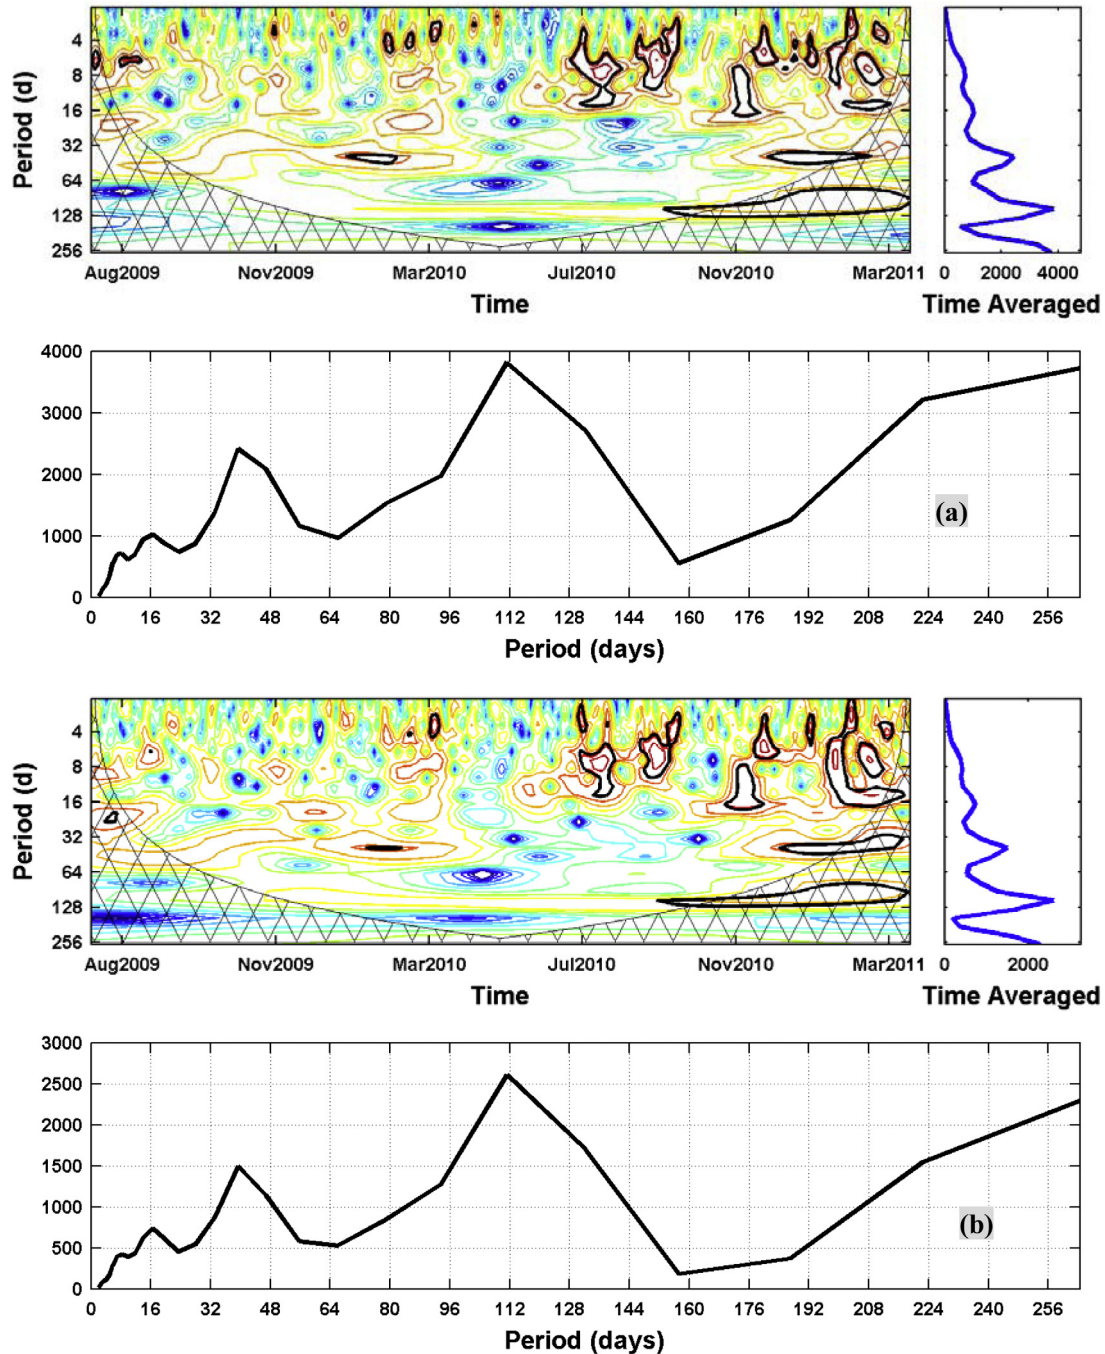 4
8
16
32
64
128
256
Period (d)
Aug2009 Nov2009 Mar2010 Jul2010 Nov2010 Mar2011
Time
0 2000 4000
Time Averaged
4000
3000
2000
1000
0
(a)
0 16 32 48 64 80 96 112 128 144 160 176 192 208 224 240 256
Period (days)
4
8
16
32
64
128
256
Period (d)
Aug2009 Nov2009 Mar2010 Jul2010 Nov2010 Mar2011
Time
0 2000
Time Averaged
3000
2500
2000
1500
1000
500
0
(b)
0 16 32 48 64 80 96 112 128 144 160 176 192 208 224 240 256
Period (days)